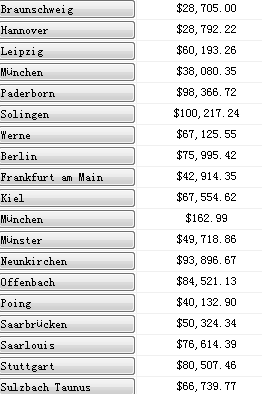 Braunschweig $28,705.00
Hannover $28,792.22
Leipzig $60,193.26
München $38,080.35
Paderborn $98,366.72
Solingen $100,217.24
Werne $67,125.55
Berlin $75,995.42
Frankfurt am Main $42,914.35
Kiel $67,554.62
München $162.99
Münster $49,718.86
Neunkirchen $93,896.67
Offenbach $84,521.13
Poing $40,132.90
Saarbrücken $50,324.34
Saarlouis $76,614.39
Stuttgart $80,507.46
Sulzbach Taunus $66,739.77